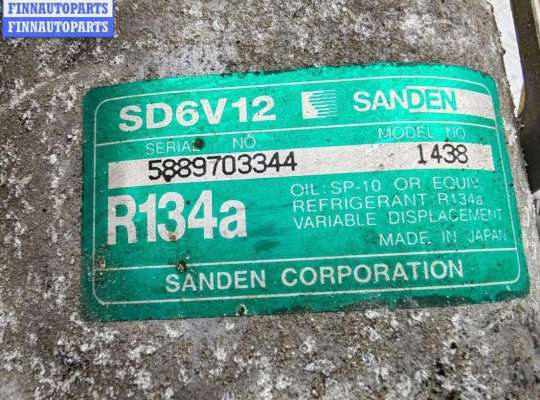 FINNAUTOPARTS
FINNAUTOPARTS
SD6V12 SANDEN
SERIAL NO MODEL NO
5889703344 1438
R134a
OIL: SP-10 OR EQUIV.
REFRIGERANT: R134a
VARIABLE DISPLACEMENT
MADE IN JAPAN
SANDEN CORPORATION